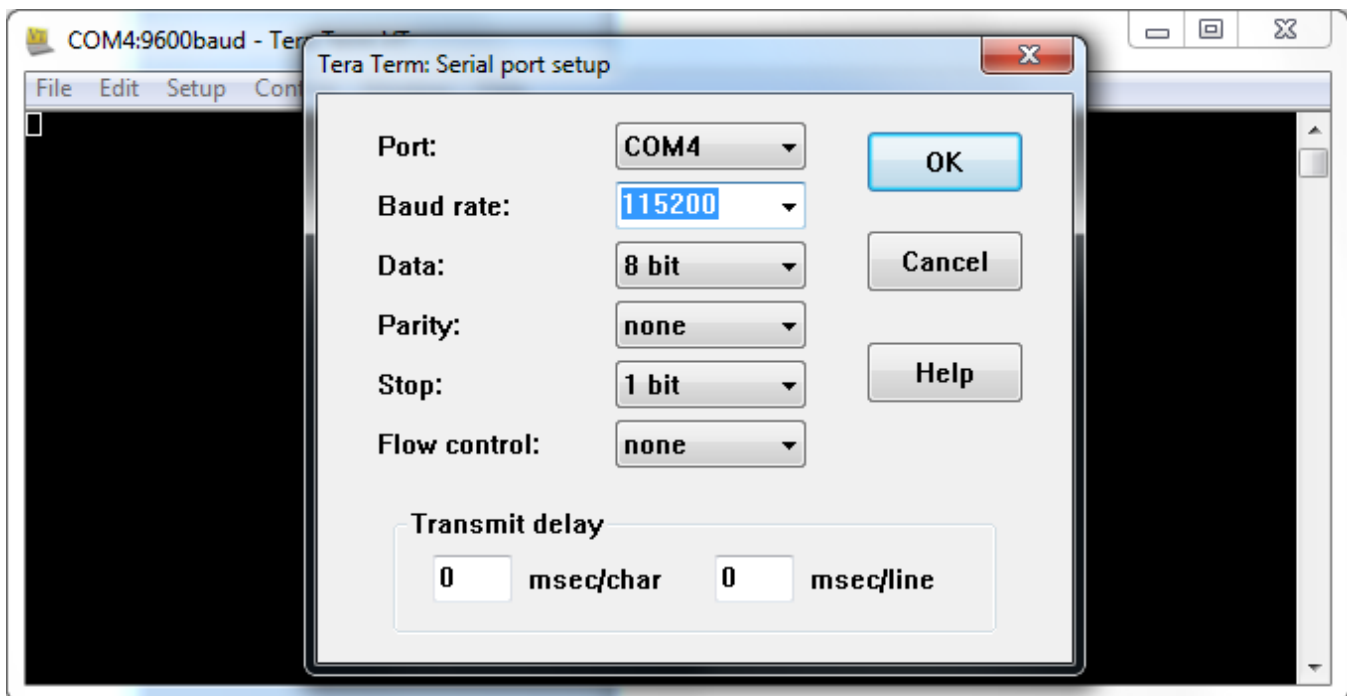 COM4:9600baud - Ter
Tera Term: Serial port setup
File Edit Setup
Port: COM4
OK
Baud rate: 115200
Data: 8 bit
Cancel
Parity: none
Stop: 1 bit
Help
Flow control: none
Transmit delay
0 msec/char 0 msec/line